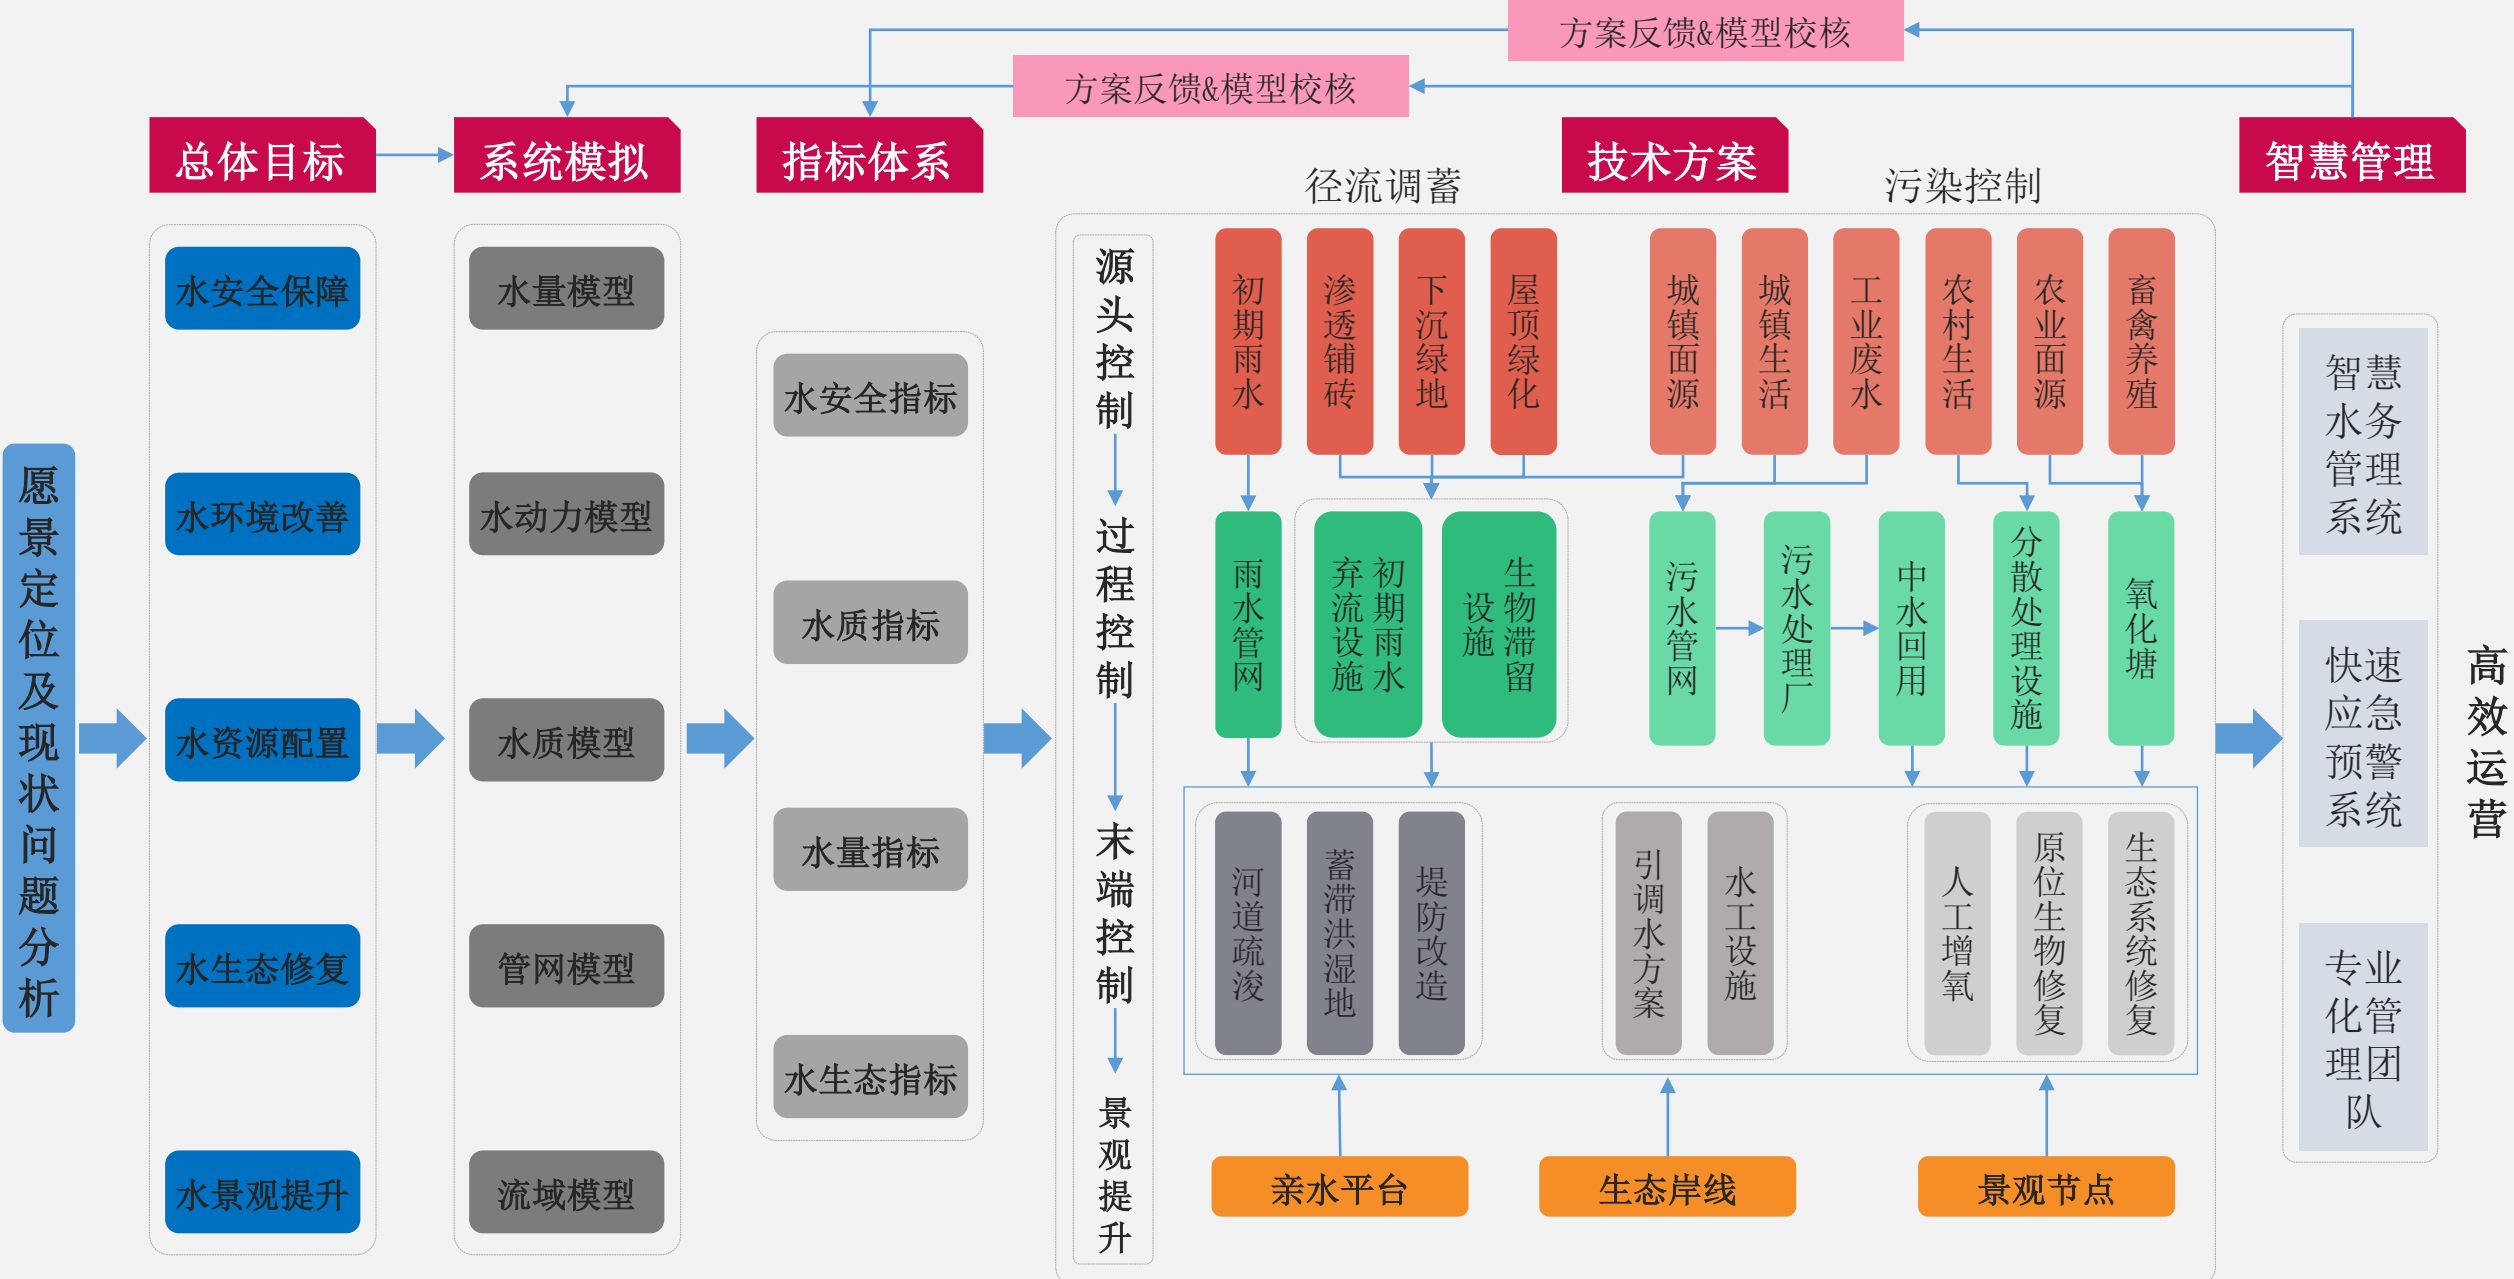 方案反馈&模型校核
方案反馈&模型校核
总体目标
系统模拟
指标体系
技术方案
智慧管理
径流调蓄
污染控制
愿景定位及现状问题分析
水安全保障
水环境改善
水资源配置
水生态修复
水景观提升
水量模型
水动力模型
水质模型
管网模型
流域模型
水安全指标
水质指标
水量指标
水生态指标
源头控制
过程控制
末端控制
景观提升
初期雨水
渗透铺砖
下沉绿地
屋顶绿化
城镇面源
城镇生活
工业废水
农村生活
农业面源
畜禽养殖
雨水管网
初期雨水
弃流设施
生物滞留
设施
污水管网
污水处理厂
中水回用
分散处理设施
氧化塘
河道疏浚
蓄滞洪湿地
堤防改造
引调水方案
水工设施
人工增氧
原位生物修复
生态系统修复
亲水平台
生态岸线
景观节点
智慧
水务
管理
系统
快速
应急
预警
系统
专业
化管
理团
队
高效运营